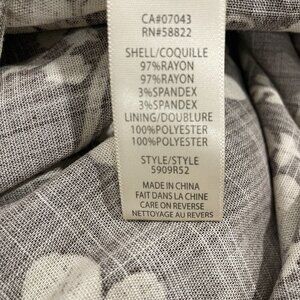 CA#07043
RN#58822
SHELL/COQUILLE
97%RAYON
97%RAYON
3%SPANDEX
3%SPANDEX
LINING/DOUBLURE
100%POLYESTER
100%POLYESTER
STYLE/STYLE
5909R52
MADE IN CHINA
FAIT DANS LA CHINE
CARE ON REVERSE
NETTOYAGE AU REVERS